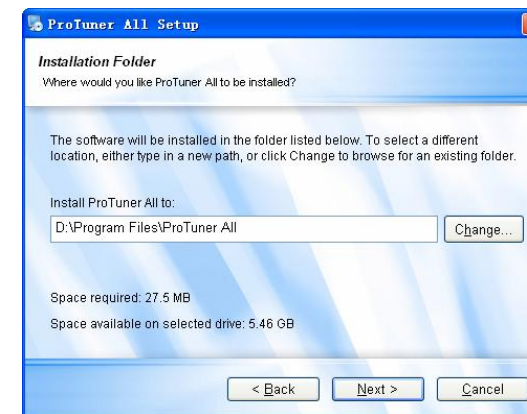 ProTuner All Setup
Installation Folder
Where would you like ProTuner All to be installed?
The software will be installed in the folder listed below. To select a different
location, either type in a new path, or click Change to browse for an existing folder.
Install ProTuner All to:
D:\Program Files\ProTuner All
Change...
Space required: 27.5 MB
Space available on selected drive: 5.46 GB
< Back
Next >
Cancel